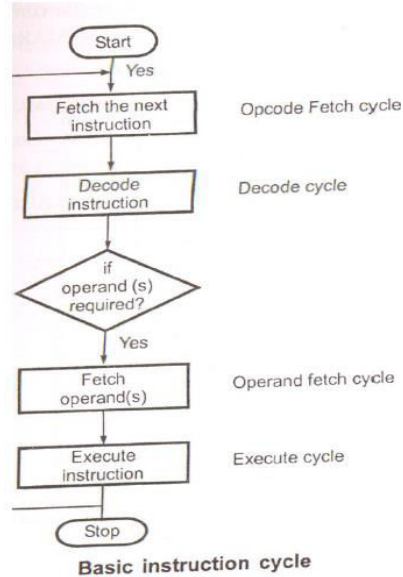 Start
Yes
Fetch the next
instruction
Opcode Fetch cycle
Decode
instruction
Decode cycle
if
operand (s)
required?
Yes
Fetch
operand(s)
Operand fetch cycle
Execute
instruction
Execute cycle
Stop
Basic instruction cycle